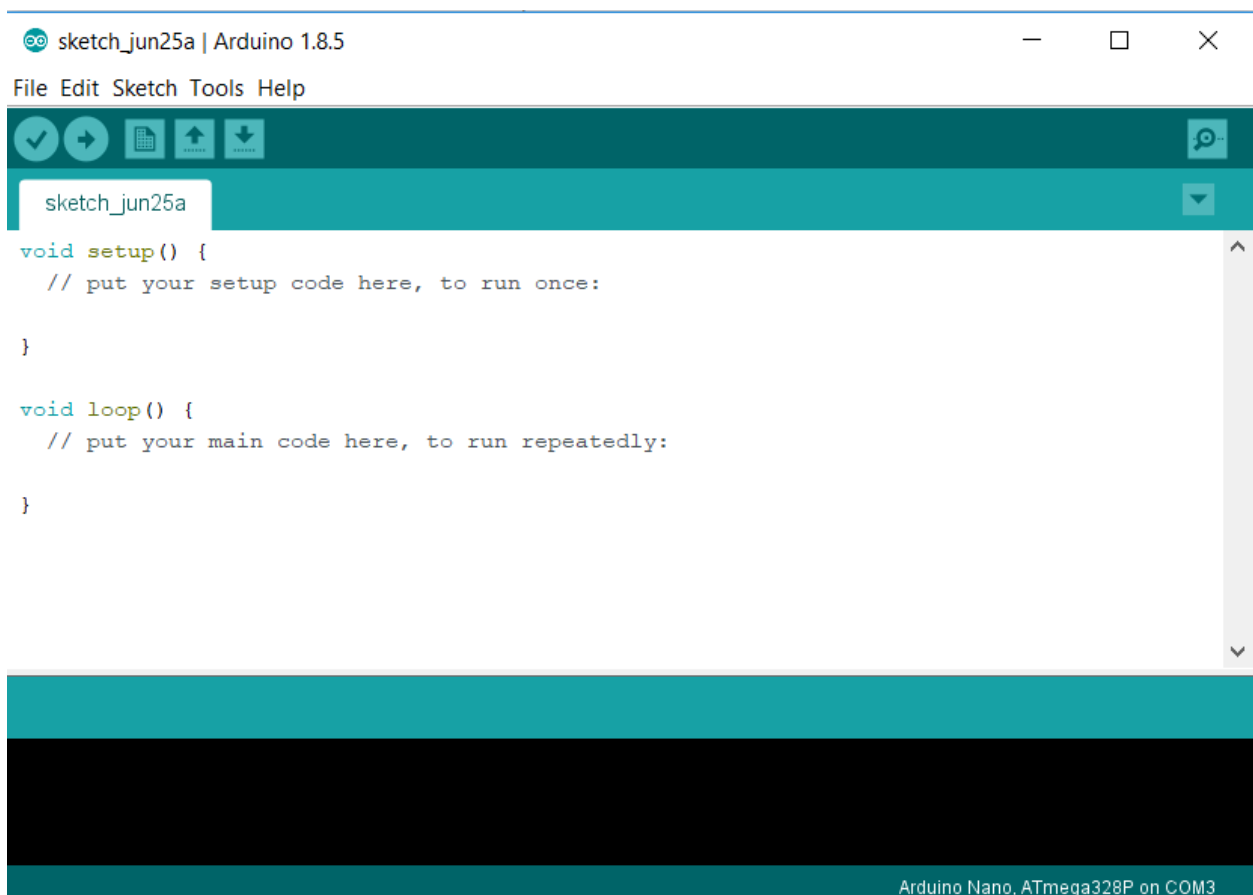 sketch_jun25a | Arduino 1.8.5
File Edit Sketch Tools Help
sketch_jun25a
void setup() {
  // put your setup code here, to run once:
}
void loop() {
  // put your main code here, to run repeatedly:
}
Arduino Nano, ATmega328P on COM3